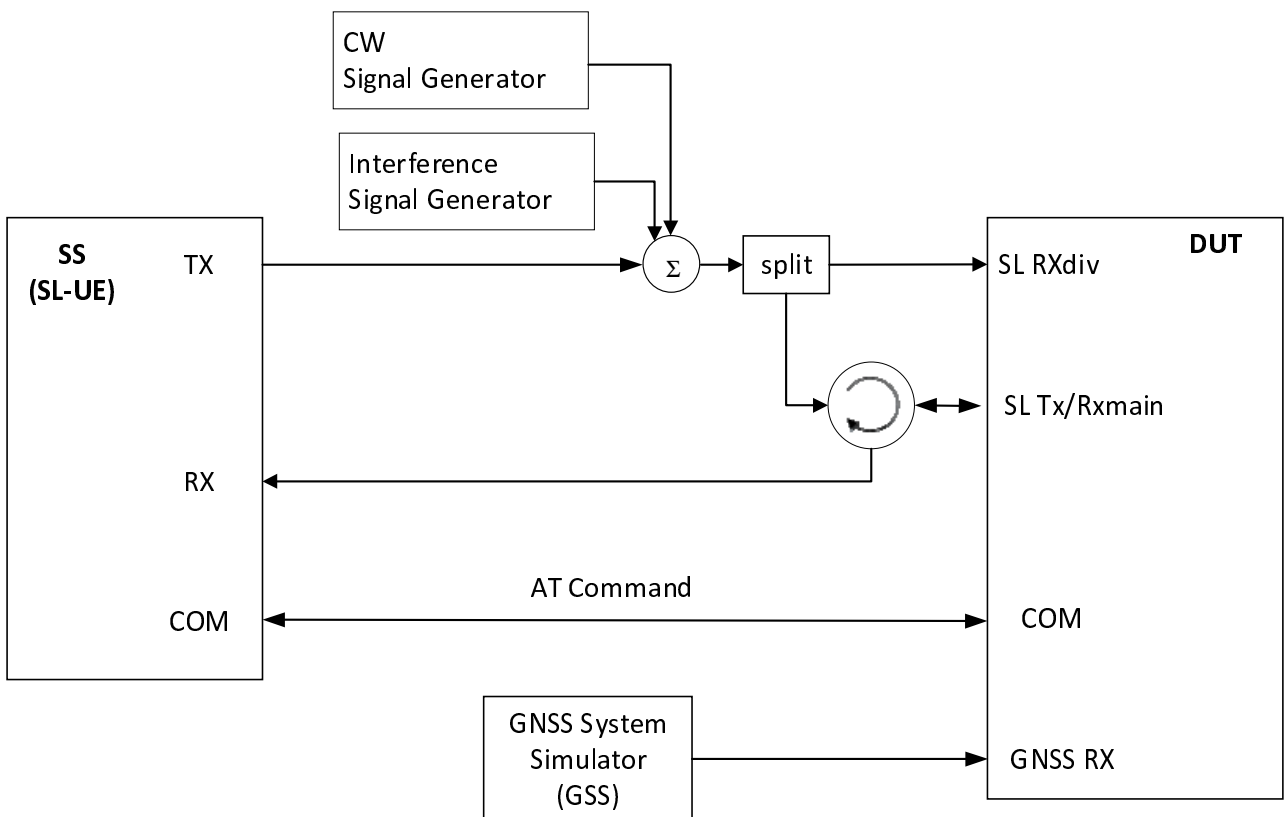 CW
Signal Generator
Interference
Signal Generator
SS
(SL-UE)
TX
Σ
split
SL RXdiv
DUT
SL Tx/Rxmain
RX
AT Command
COM
COM
GNSS System
Simulator
(GSS)
GNSS RX